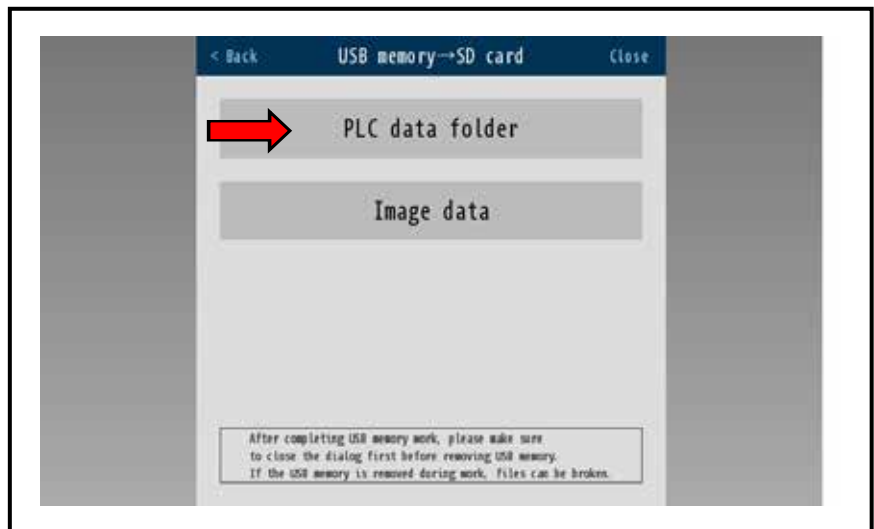 < Back USB memory→SD card Close
PLC data folder
Image data
After completing USB memory work, please make sure
to close the dialog first before removing USB memory.
If the USB memory is removed during work, files can be broken.